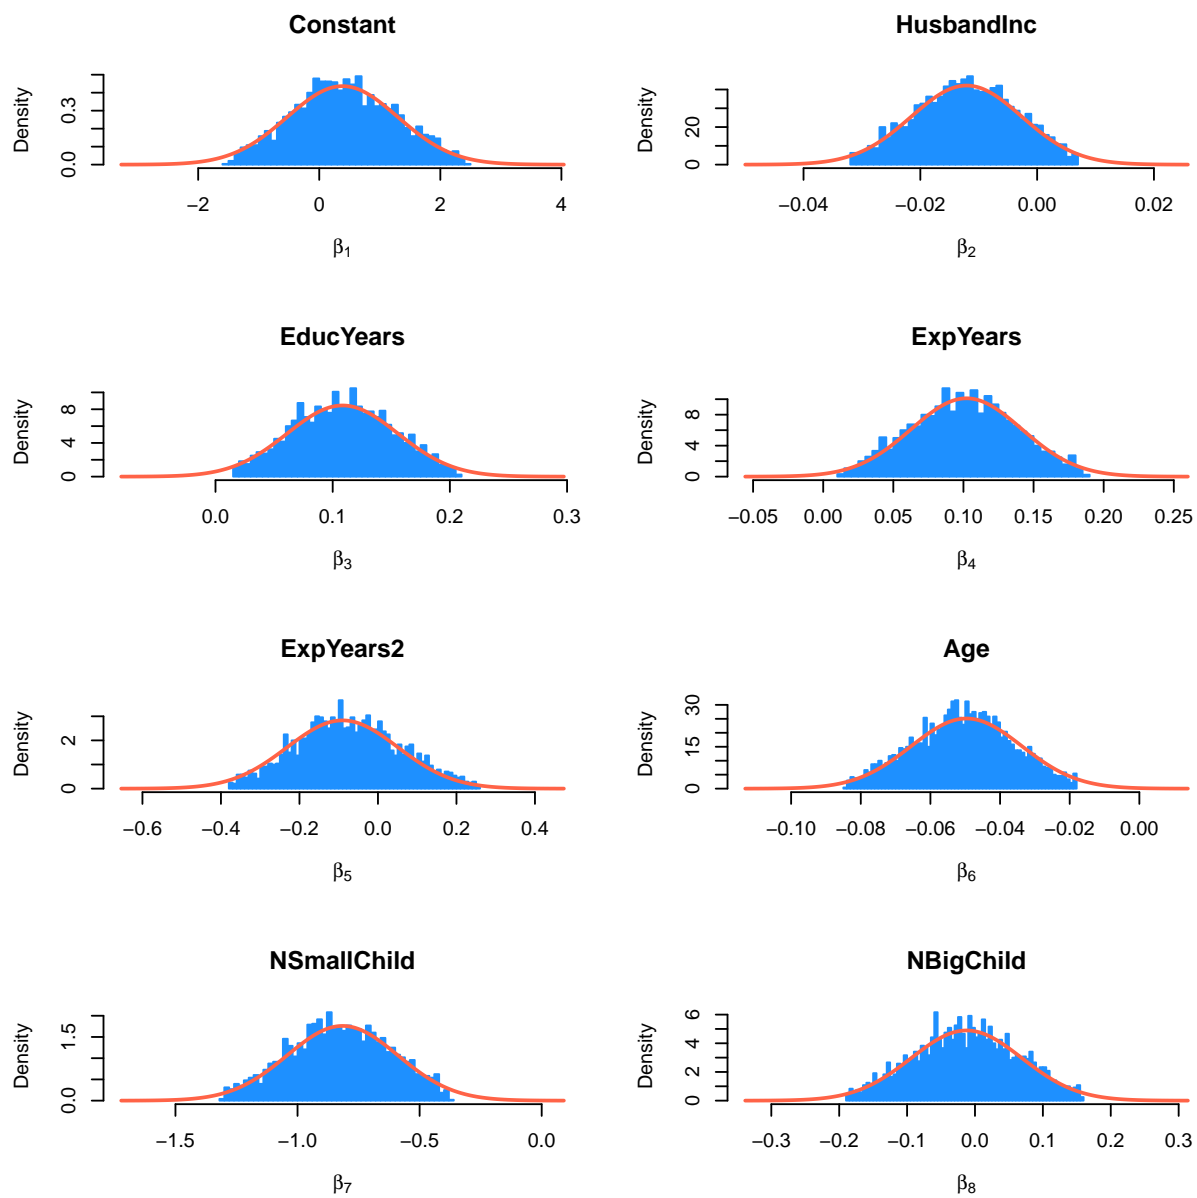 Constant
Density
0.0 0.3
−2 0 2 4
β1
HusbandInc
Density
0 20
−0.04 −0.02 0.00 0.02
β2
EducYears
Density
0 4 8
0.0 0.1 0.2 0.3
β3
ExpYears
Density
0 4 8
−0.05 0.00 0.05 0.10 0.15 0.20 0.25
β4
ExpYears2
Density
0 2
−0.6 −0.4 −0.2 0.0 0.2 0.4
β5
Age
Density
0 15 30
−0.10 −0.08 −0.06 −0.04 −0.02 0.00
β6
NSmallChild
Density
0.0 1.5
−1.5 −1.0 −0.5 0.0
β7
NBigChild
Density
0 2 4 6
−0.3 −0.2 −0.1 0.0 0.1 0.2 0.3
β8